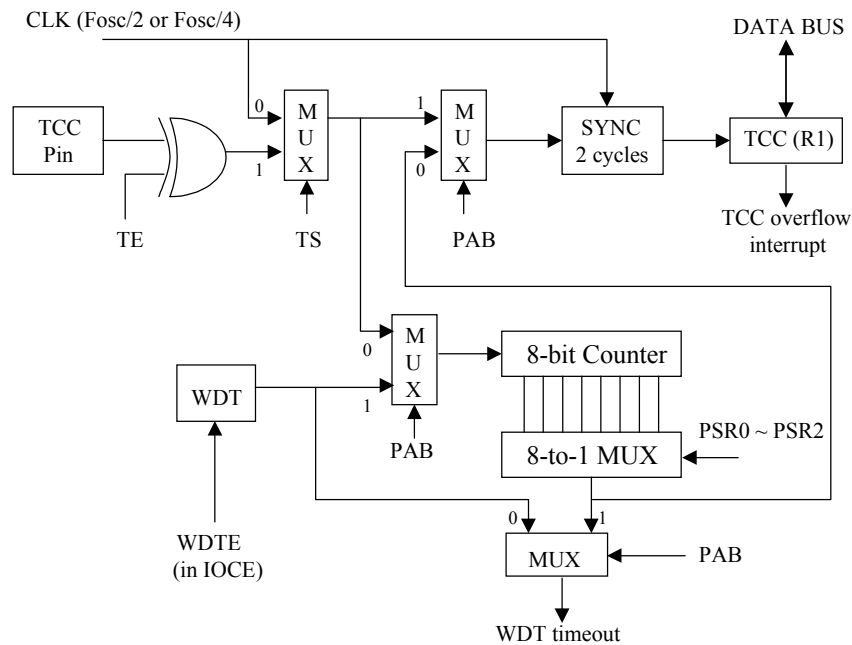 CLK (Fosc/2 or Fosc/4)
DATA BUS
TCC
Pin
0
1
M
U
X
1
0
M
U
X
SYNC
2 cycles
TCC (R1)
TE
TS
PAB
TCC overflow
interrupt
WDT
0
1
M
U
X
8-bit Counter
PAB
8-to-1 MUX
PSR0 ~ PSR2
WDTE
(in IOCE)
0
1
MUX
PAB
WDT timeout